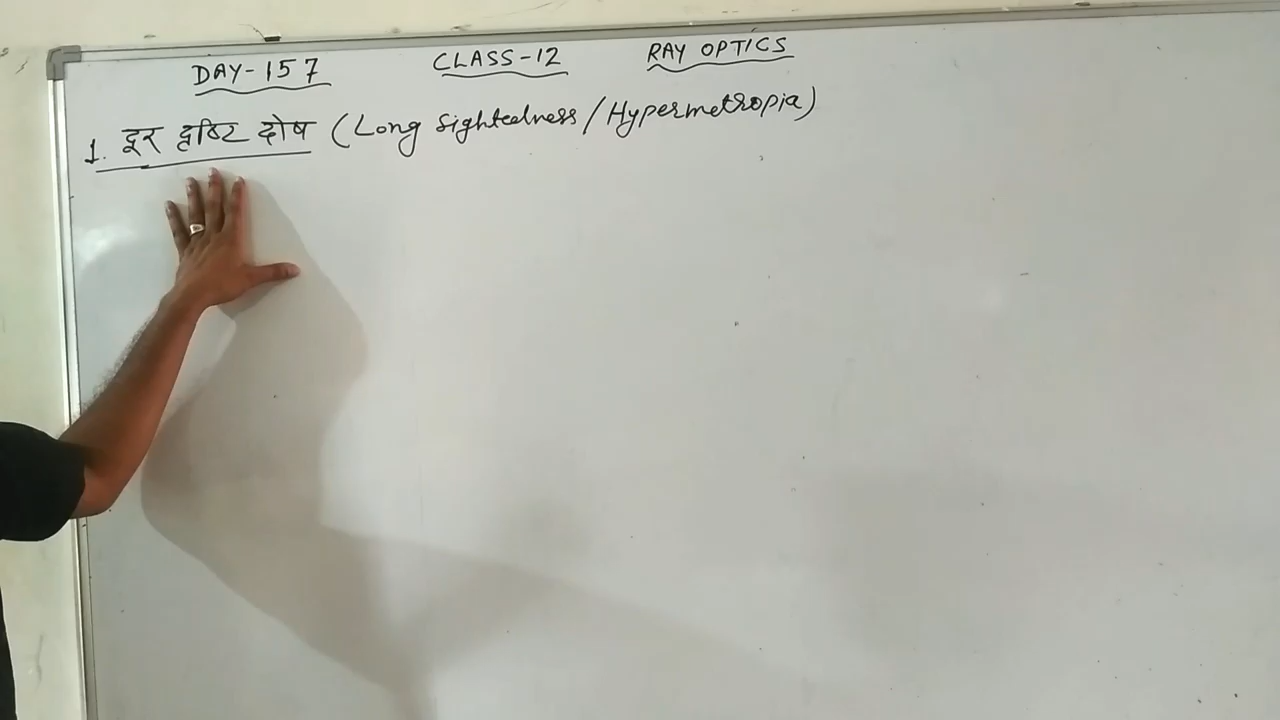 DAY-157 CLASS-12 RAY OPTICS
1. दूर दृष्टि दोष (Long Sightedness/Hypermetropia)